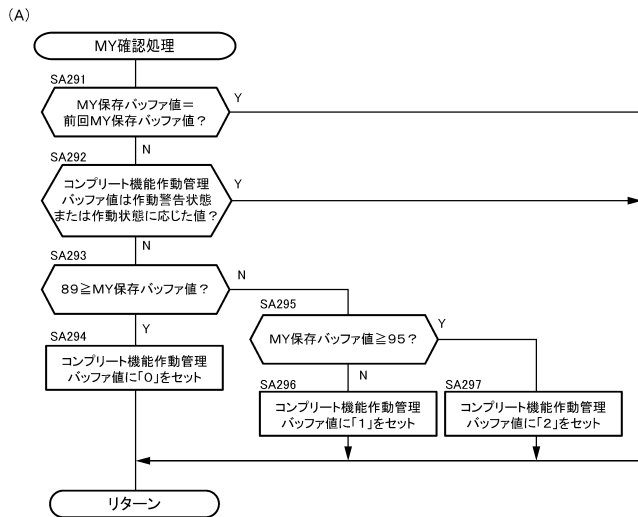 (A)
MY確認処理
SA291
MY保存バッファ値＝
前回MY保存バッファ値？
Y
N
SA292
コンプリート機能作動管理
バッファ値は作動警告状態
または作動状態に応じた値？
Y
N
SA293
89≧MY保存バッファ値？
N
Y
SA294
コンプリート機能作動管理
バッファ値に「0」をセット
SA295
MY保存バッファ値≧95？
Y
N
SA296
コンプリート機能作動管理
バッファ値に「1」をセット
SA297
コンプリート機能作動管理
バッファ値に「2」をセット
リターン